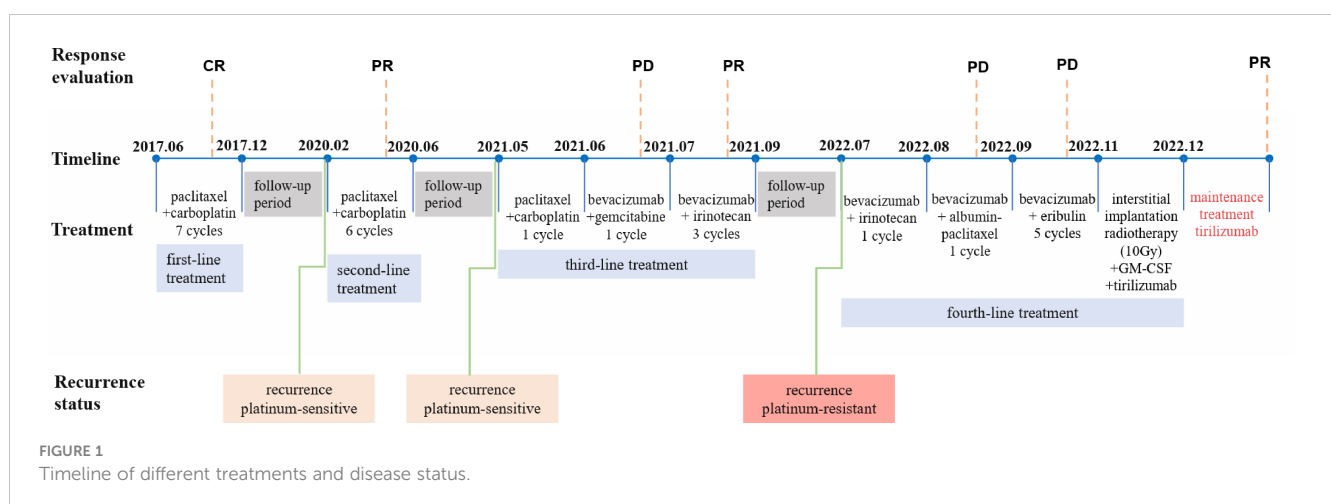 Response
evaluation
CR
PR
PD
PR
PD
PD
PR
Timeline
2017.06
2017.12
2020.02
2020.06
2021.05
2021.06
2021.07
2021.09
2022.07
2022.08
2022.09
2022.11
2022.12
Treatment
paclitaxel
+carboplatin
7 cycles
follow-up
period
paclitaxel
+carboplatin
6 cycles
follow-up
period
paclitaxel
+carboplatin
1 cycle
bevacizumab
+gemcitabine
1 cycle
bevacizumab
+ irinotecan
3 cycles
follow-up
period
bevacizumab
+ irinotecan
1 cycle
bevacizumab
+ albumin-
paclitaxel
1 cycle
bevacizumab
+ eribulin
5 cycles
interstitial
implantation
radiotherapy
(10Gy)
+GM-CSF
+tirilizumab
maintenance
treatment
tirilizumab
first-line
treatment
second-line
treatment
third-line treatment
fourth-line treatment
Recurrence
status
recurrence
platinum-sensitive
recurrence
platinum-sensitive
recurrence
platinum-resistant
FIGURE 1
Timeline of different treatments and disease status.